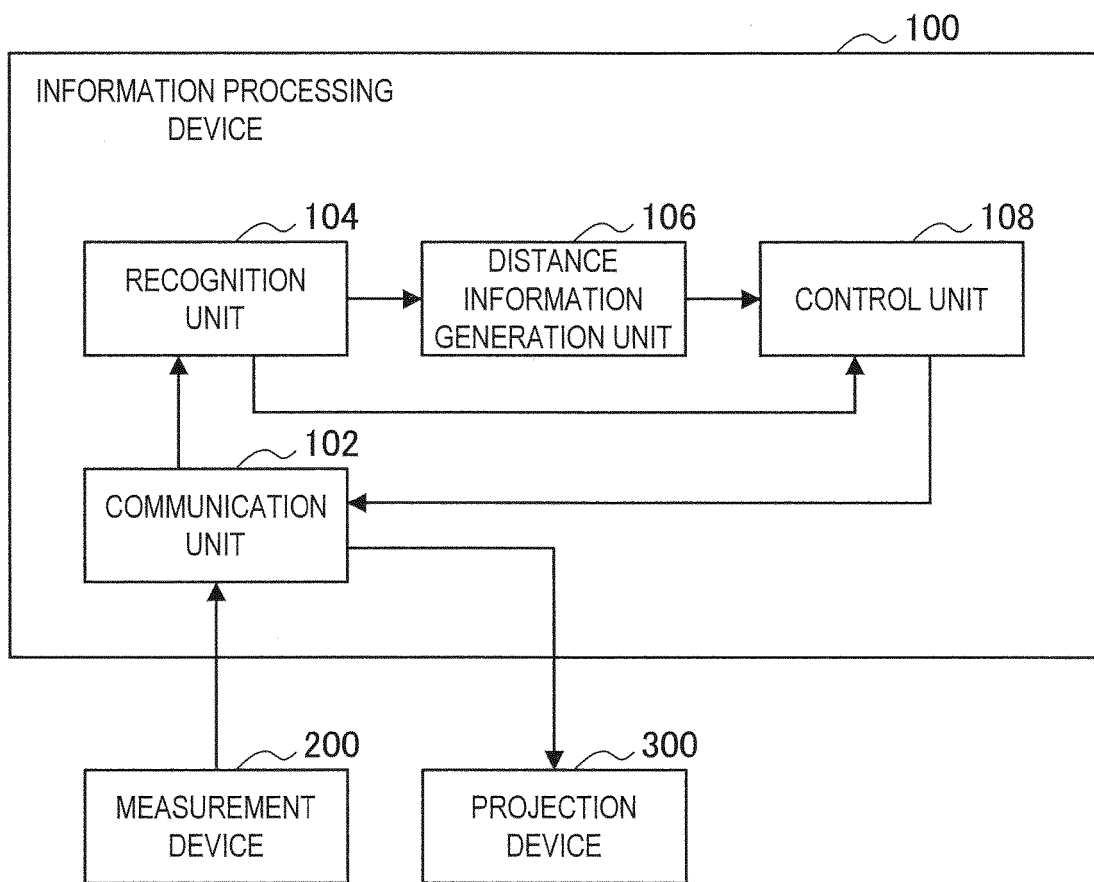 100
INFORMATION PROCESSING
DEVICE
104
106
108
RECOGNITION
UNIT
DISTANCE
INFORMATION
GENERATION UNIT
CONTROL UNIT
102
COMMUNICATION
UNIT
200
300
MEASUREMENT
DEVICE
PROJECTION
DEVICE